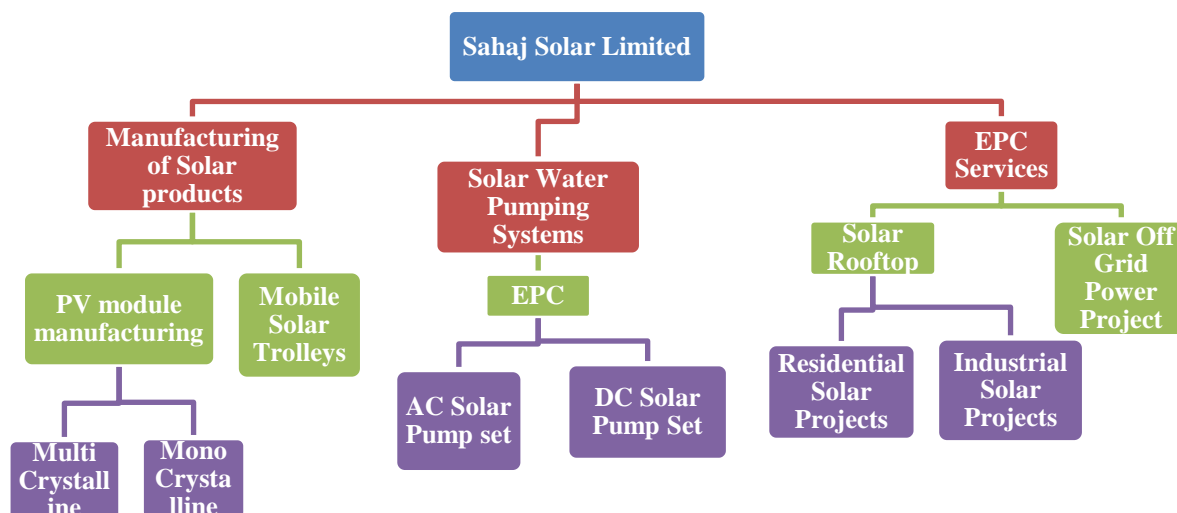 Sahaj Solar Limited
Manufacturing
of Solar
products
Solar Water
Pumping
Systems
EPC
Services
PV module
manufacturing
Mobile
Solar
Trolleys
EPC
Solar
Rooftop
Solar Off
Grid
Power
Project
Multi
Crystall
ine
Mono
Crysta
lline
AC Solar
Pump set
DC Solar
Pump Set
Residential
Solar
Projects
Industrial
Solar
Projects